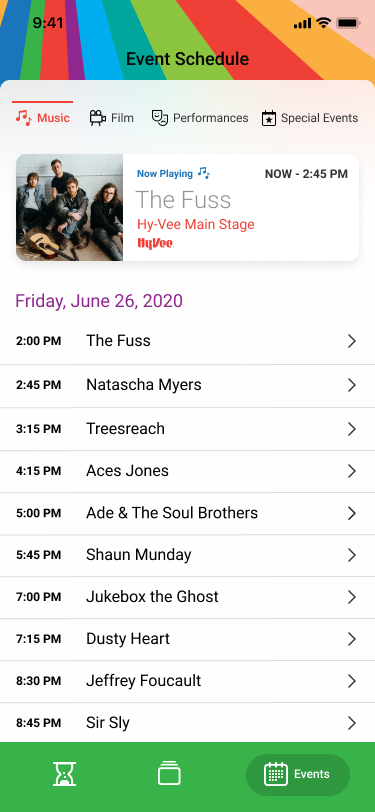 9:41
Event Schedule
Music Film Performances Special Events
Now Playing NOW - 2:45 PM
The Fuss
Hy-Vee Main Stage
HyVee
Friday, June 26, 2020
2:00 PM The Fuss
2:45 PM Natascha Myers
3:15 PM Treesreach
4:15 PM Aces Jones
5:00 PM Ade & The Soul Brothers
5:45 PM Shaun Munday
7:00 PM Jukebox the Ghost
7:15 PM Dusty Heart
8:30 PM Jeffrey Foucault
8:45 PM Sir Sly
Events